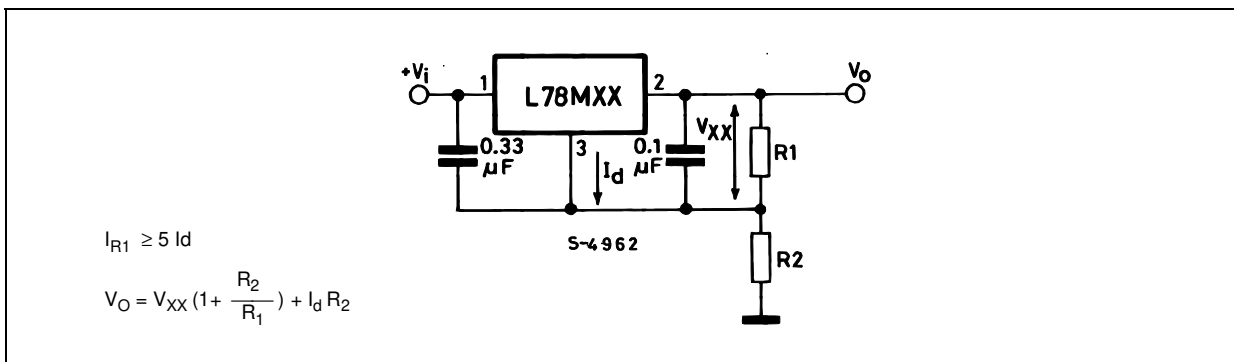 +Vi
1
L78MXX
2
Vo
0.33
µF
3
Id
0.1
µF
VXX
R1
S-4962
R2
IR1 ≥ 5 Id
VO = VXX (1+ R2 / R1 ) + Id R2